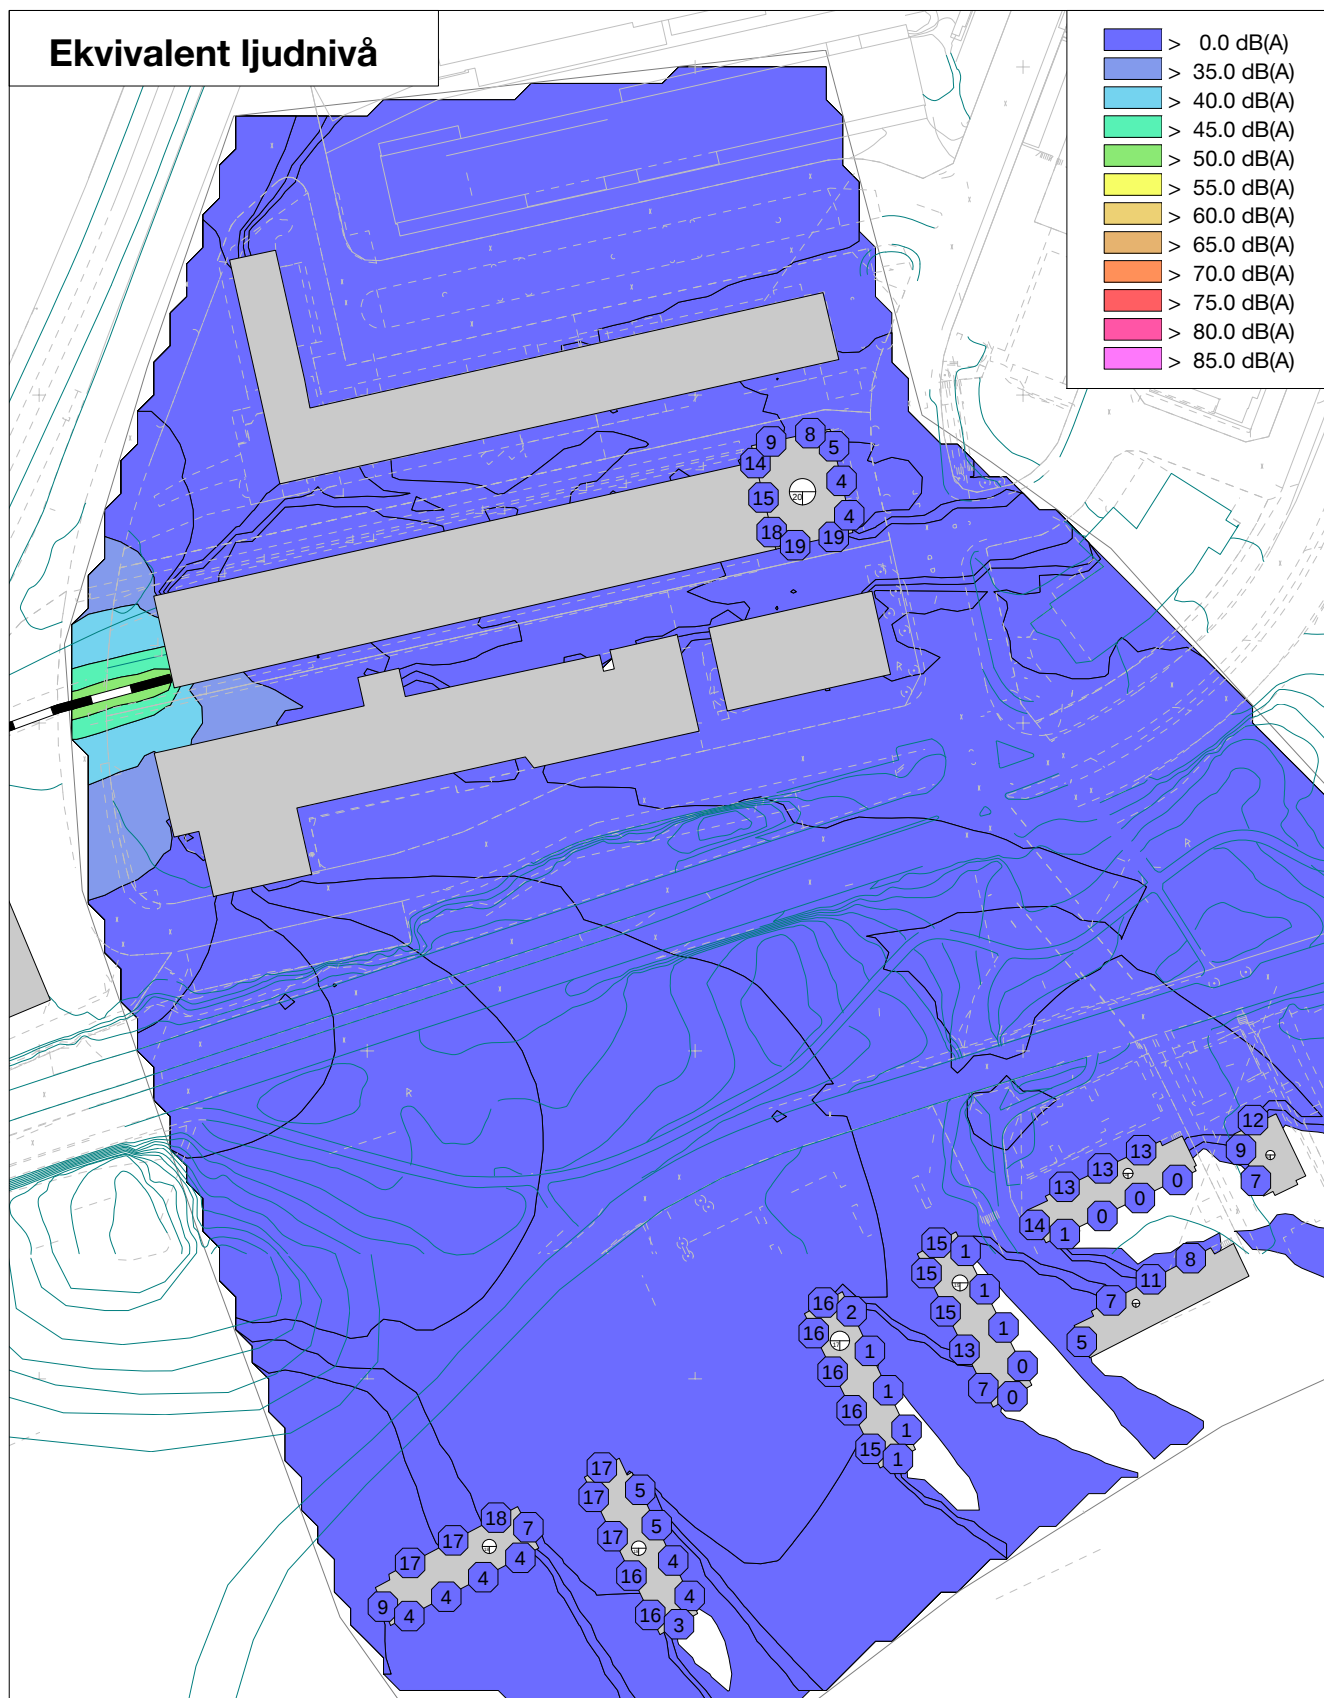 Ekvivalent ljudnivå
> 0.0 dB(A)
> 35.0 dB(A)
> 40.0 dB(A)
> 45.0 dB(A)
> 50.0 dB(A)
> 55.0 dB(A)
> 60.0 dB(A)
> 65.0 dB(A)
> 70.0 dB(A)
> 75.0 dB(A)
> 80.0 dB(A)
> 85.0 dB(A)
9 8 5
14 4
15 20 4
18 19 19
R
R
R
12
13 9
13 7
13 0
0
14 0
1
15 1 8
15 1 11
16 2 15 7
16 1 1 5
16 13 0
16 1 7 0
15 1
1
17 5
17 5
18 7 17
17 4
17 4 16 4
4 16 3
9 4 4